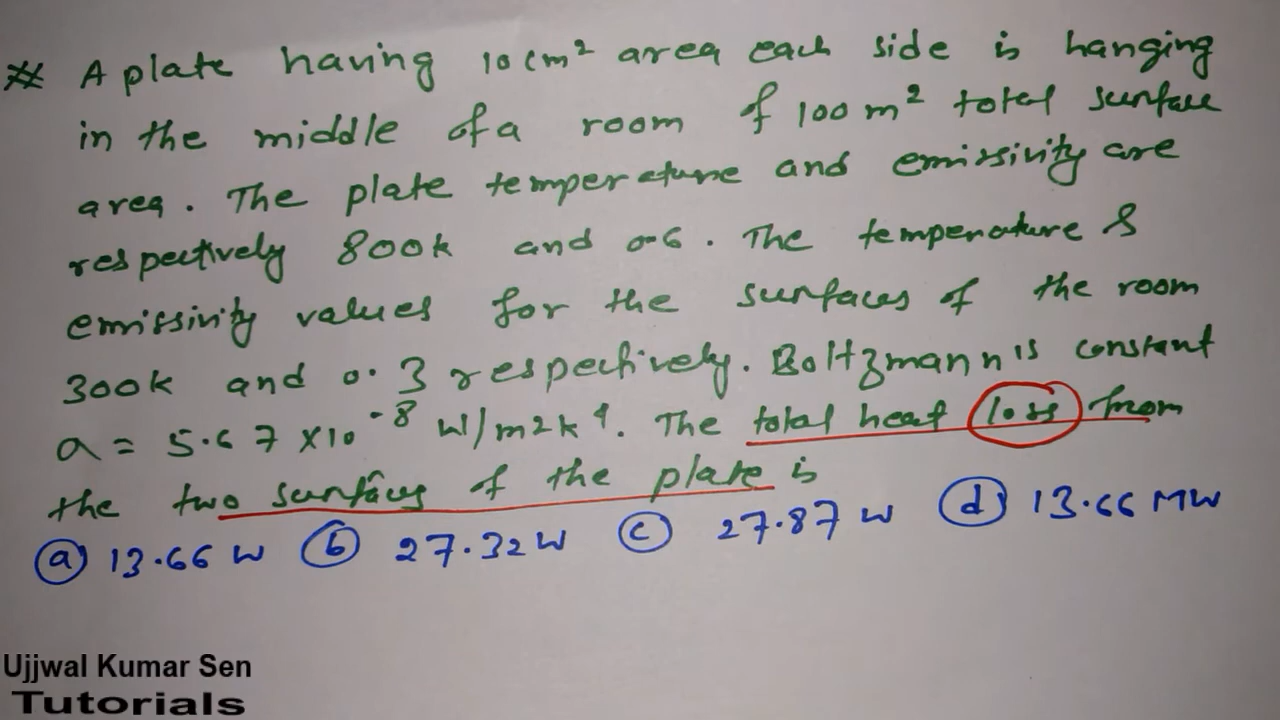 * A plate having 10 cm² area each side is hanging
in the middle of a room of 100 m² total surface
area. The plate temperature and emissivity are
respectively 800k and 0.6. The temperature &
emissivity values for the surfaces of the room
300k and 0.3 respectively. Boltzmann's constant
a = 5.67 x 10⁻⁸ W/m2k⁴. The total heat loss from
the two surfaces of the plate is
(a) 13.66 W (b) 27.32 W (c) 27.87 W (d) 13.66 MW
Ujjwal Kumar Sen
Tutorials